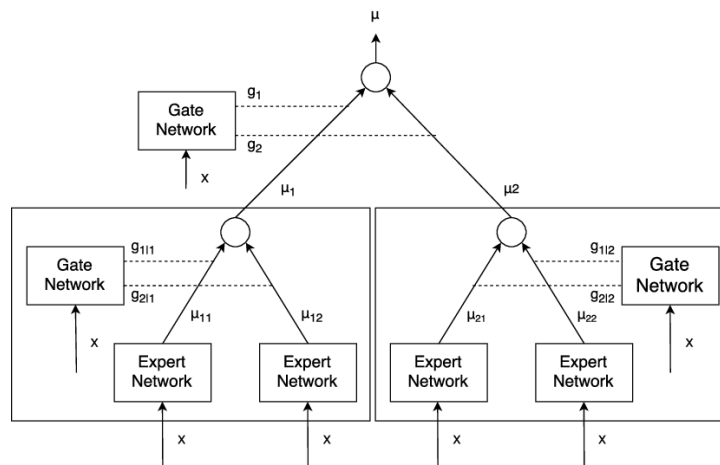 μ
g₁
Gate
Network
g₂
x
μ₁
μ2
g₁|₁
Gate
Network
g₂|₁
μ₁₁
μ₁₂
x
g₁|₂
Gate
Network
g₂|₂
μ₂₁
μ₂₂
x
Expert
Network
Expert
Network
Expert
Network
Expert
Network
x
x
x
x